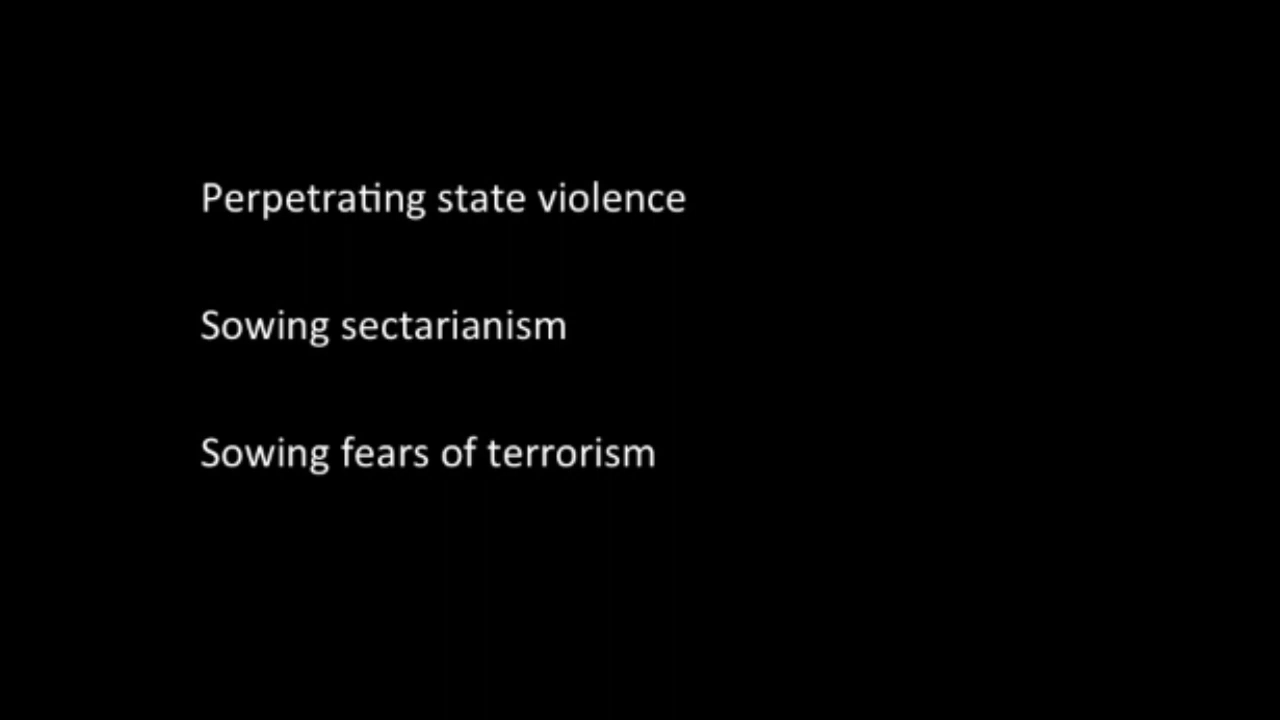 Perpetrating state violence
Sowing sectarianism
Sowing fears of terrorism